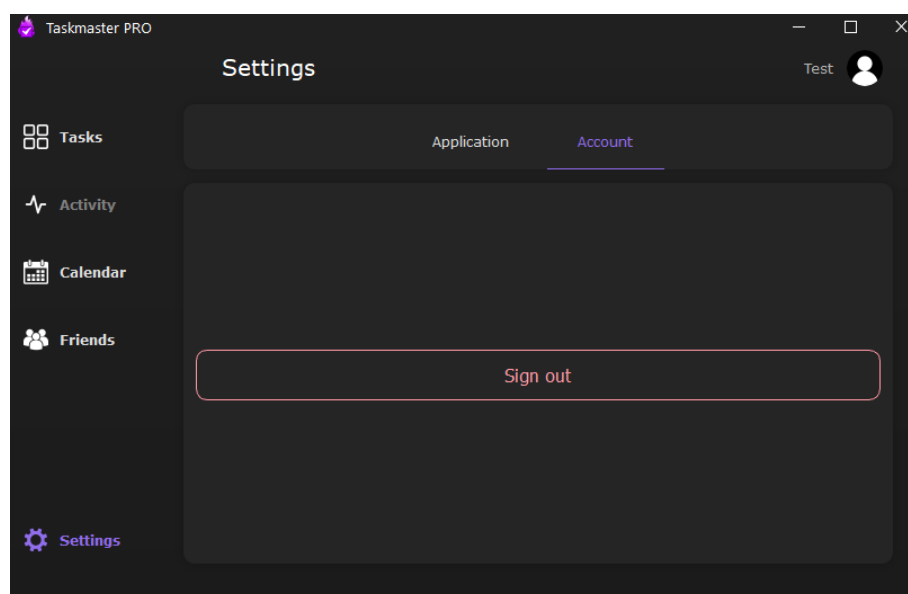 Taskmaster PRO
Settings
Test
Tasks
Application
Account
Activity
Calendar
Friends
Sign out
Settings